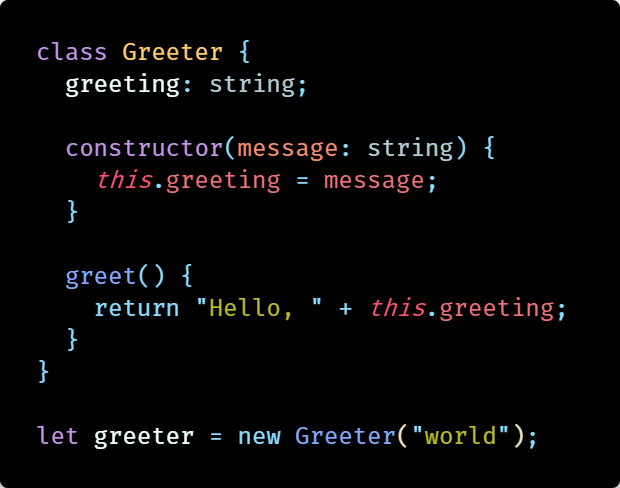 class Greeter {
  greeting: string;

  constructor(message: string) {
    this.greeting = message;
  }

  greet() {
    return "Hello, " + this.greeting;
  }
}

let greeter = new Greeter("world");